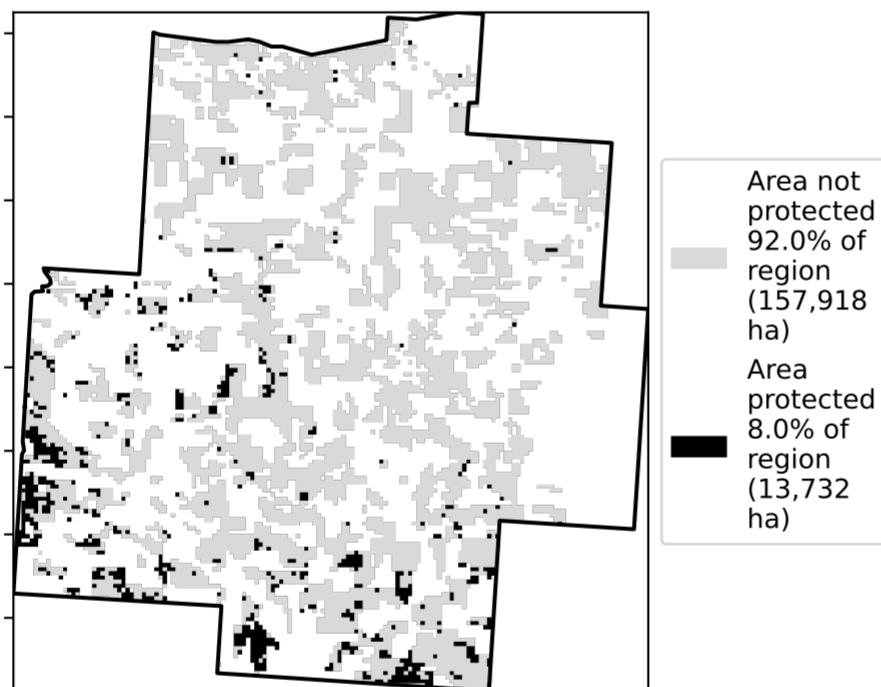 Area not
protected
92.0% of
region
(157,918
ha)
Area
protected
8.0% of
region
(13,732
ha)